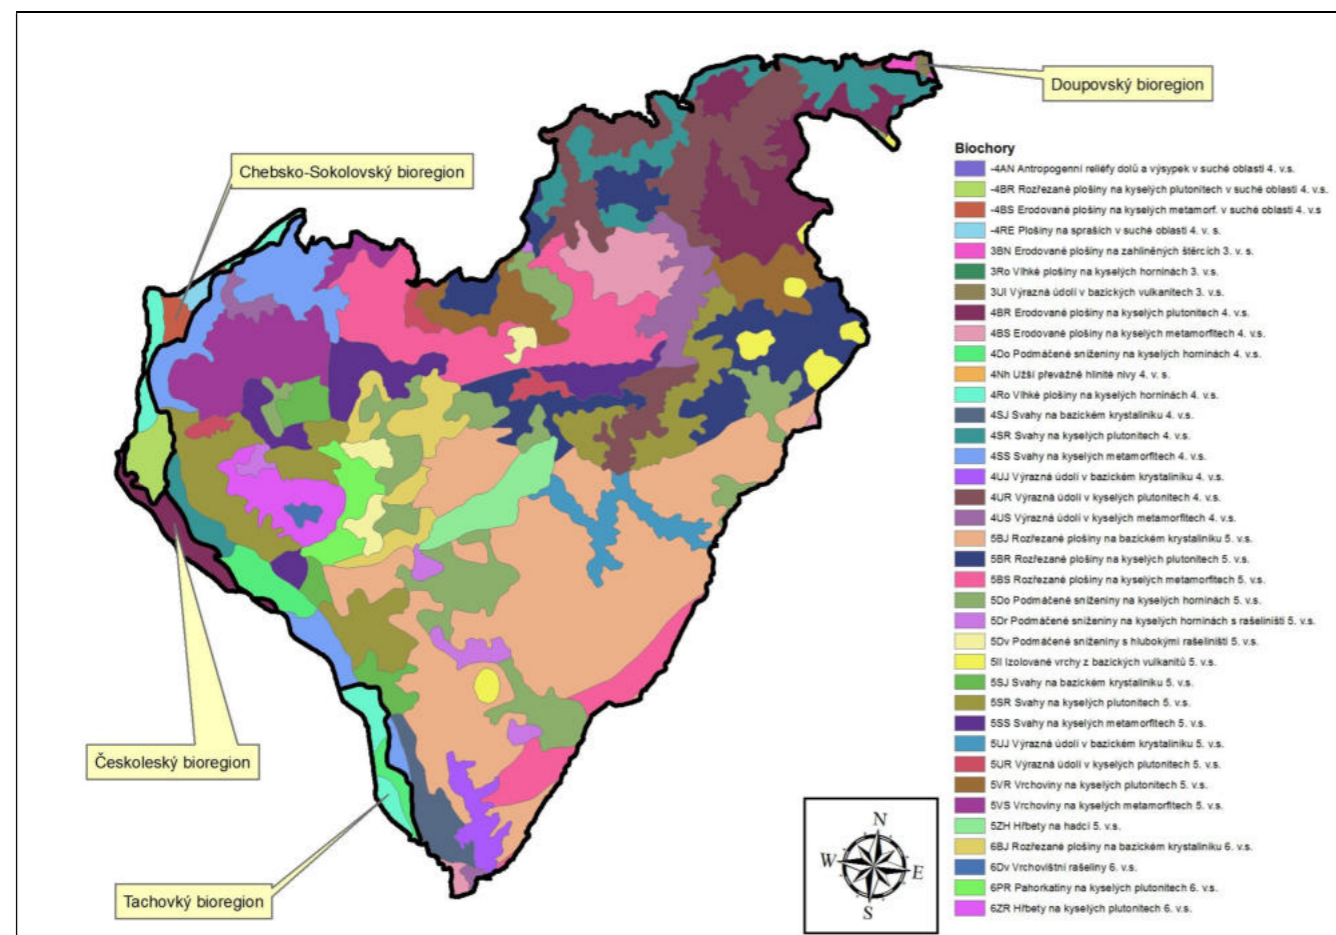 Doupovský bioregion
Chebsko-Sokolovský bioregion
Biochory
-4AN Antropogenní reliéfy dolů a výsypek v suché oblasti 4. v.s.
-4BR Rozřezané plošiny na kyselých plutonitech v suché oblasti 4. v.s.
-4BS Erodované plošiny na kyselých metamorf. v suché oblasti 4. v.s
-4RE Plošiny na spraších v suché oblasti 4. v. s.
3BN Erodované plošiny na zahliněných štěrcích 3. v.s.
3Ro Vlhké plošiny na kyselých horninách 3. v.s.
3UI Výrazná údolí v bazických vulkanitech 3. v.s.
4BR Erodované plošiny na kyselých plutonitech 4. v.s.
4BS Erodované plošiny na kyselých metamorfitech 4. v.s.
4Do Podmáčené sníženiny na kyselých horninách 4. v.s.
4Nh Užší převážně hlinité nivy 4. v. s.
4Ro Vlhké plošiny na kyselých horninách 4. v.s.
4SJ Svahy na bazickém krystaliniku 4. v.s.
4SR Svahy na kyselých plutonitech 4. v.s.
4SS Svahy na kyselých metamorfitech 4. v.s.
4UJ Výrazná údolí v bazickém krystaliniku 4. v.s.
4UR Výrazná údolí v kyselých plutonitech 4. v.s.
4US Výrazná údolí v kyselých metamorfitech 4. v.s.
5BJ Rozřezané plošiny na bazickém krystaliniku 5. v.s.
5BR Rozřezané plošiny na kyselých plutonitech 5. v.s.
5BS Rozřezané plošiny na kyselých metamorfitech 5. v.s.
5Do Podmáčené sníženiny na kyselých horninách 5. v.s.
5Dr Podmáčené sníženiny na kyselých horninách s rašeliništi 5. v.s.
5Dv Podmáčené sníženiny s hlubokými rašeliništi 5. v.s.
5II Izolované vrchy z bazických vulkanitů 5. v.s.
5SJ Svahy na bazickém krystaliniku 5. v.s.
5SR Svahy na kyselých plutonitech 5. v.s.
5SS Svahy na kyselých metamorfitech 5. v.s.
5UJ Výrazná údolí v bazickém krystaliniku 5. v.s.
5UR Výrazná údolí v kyselých plutonitech 5. v.s.
5VR Vrchoviny na kyselých plutonitech 5. v.s.
5VS Vrchoviny na kyselých metamorfitech 5. v.s.
5ZH Hřbety na hadci 5. v.s.
6BJ Rozřezané plošiny na bazickém krystaliniku 6. v.s.
6Dv Vrchovištní rašeliny 6. v.s.
6PR Pahorkatiny na kyselých plutonitech 6. v.s.
6ZR Hřbety na kyselých plutonitech 6. v.s.
Českoleský bioregion
Tachovký bioregion
N
W
E
S